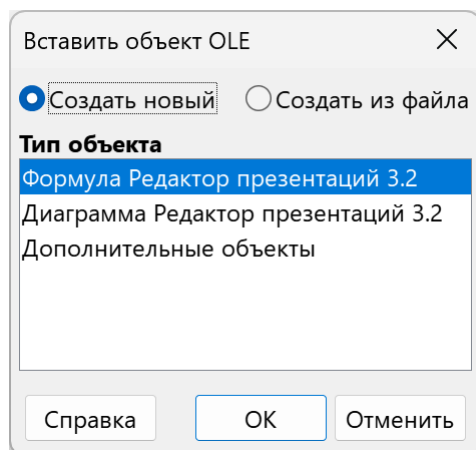 Вставить объект OLE
Создать новый Создать из файла
Тип объекта
Формула Редактор презентаций 3.2
Диаграмма Редактор презентаций 3.2
Дополнительные объекты
Справка ОК Отменить